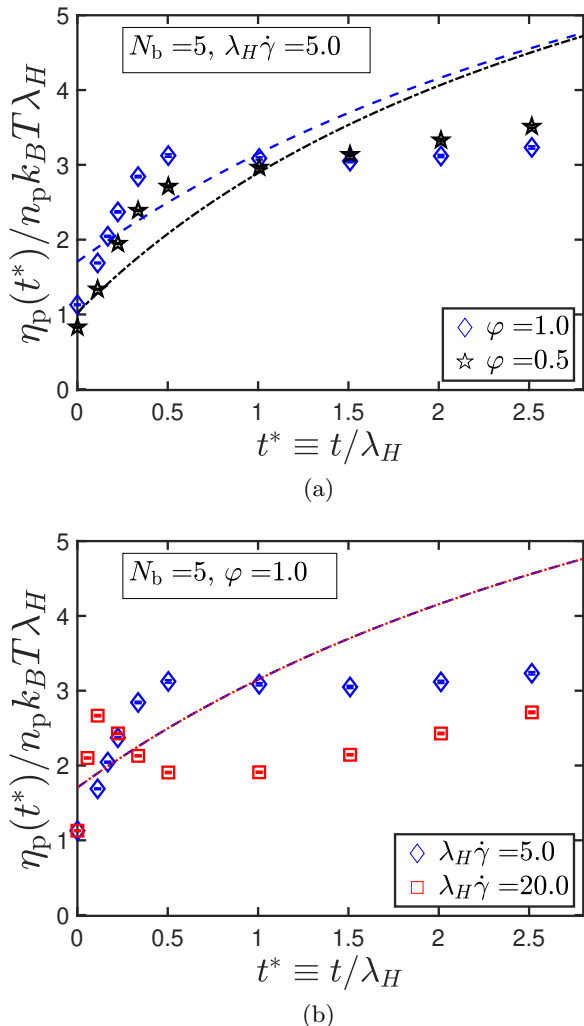 5
4
3
2
1
0
N_b =5, λ_H γ̇ =5.0
η_p(t*)/n_p k_B T λ_H
◇ φ =1.0
☆ φ =0.5
0 0.5 1 1.5 2 2.5
t* ≡ t/λ_H
(a)
5
4
3
2
1
0
N_b =5, φ =1.0
η_p(t*)/n_p k_B T λ_H
◇ λ_H γ̇ =5.0
□ λ_H γ̇ =20.0
0 0.5 1 1.5 2 2.5
t* ≡ t/λ_H
(b)